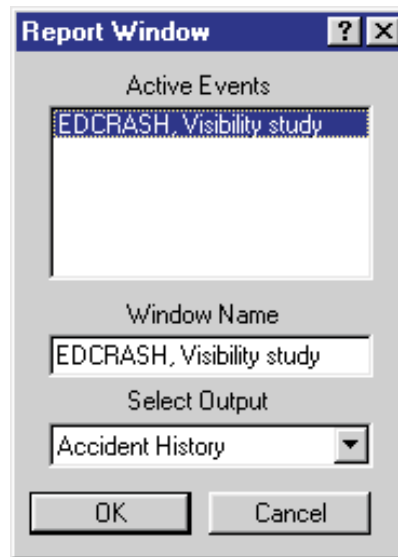 Report Window ? X
Active Events
EDCRASH, Visibility study
Window Name
EDCRASH, Visibility study
Select Output
Accident History
OK Cancel